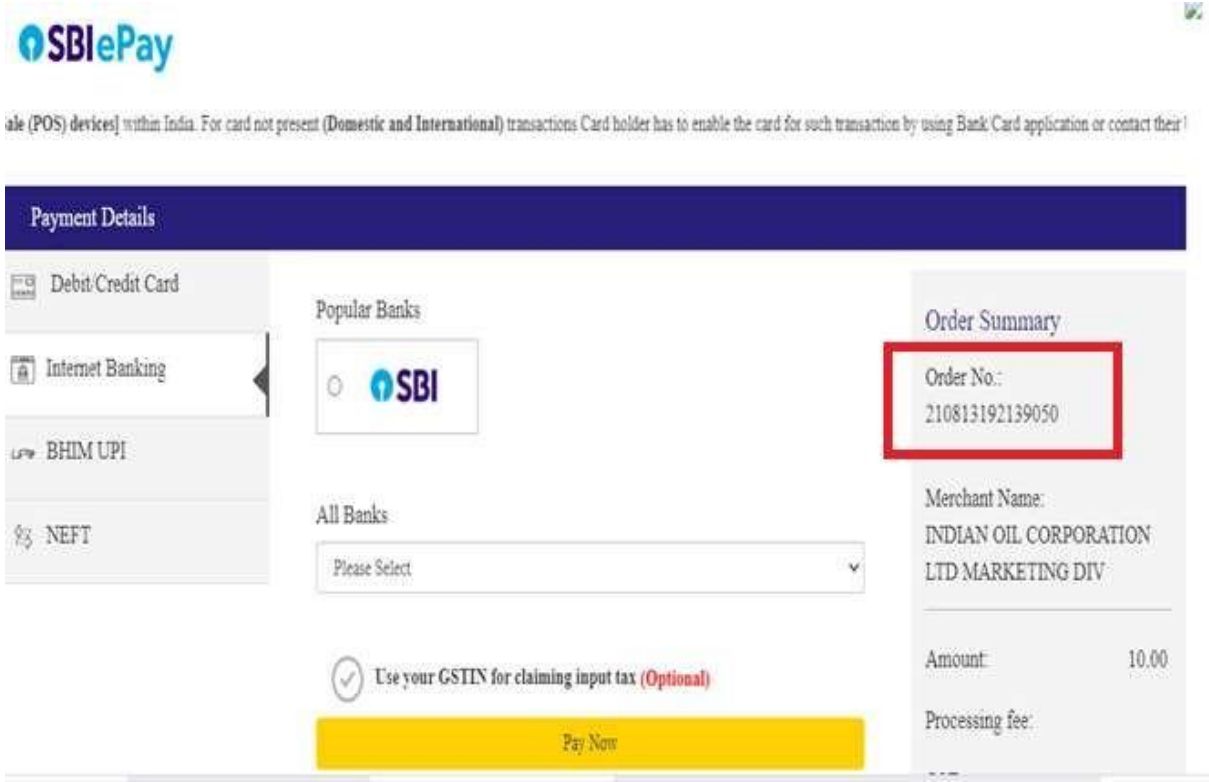 SBIePay
ale (POS) devices] within India. For card not present (Domestic and International) transactions Card holder has to enable the card for such transaction by using Bank Card application or contact their
Payment Details
Debit/Credit Card
Internet Banking
BHIM UPI
NEFT
Popular Banks
SBI
All Banks
Please Select
Use your GSTIN for claiming input tax (Optional)
Pay Now
Order Summary
Order No.:
210813192139050
Merchant Name:
INDIAN OIL CORPORATION
LTD MARKETING DIV
Amount: 10.00
Processing fee: